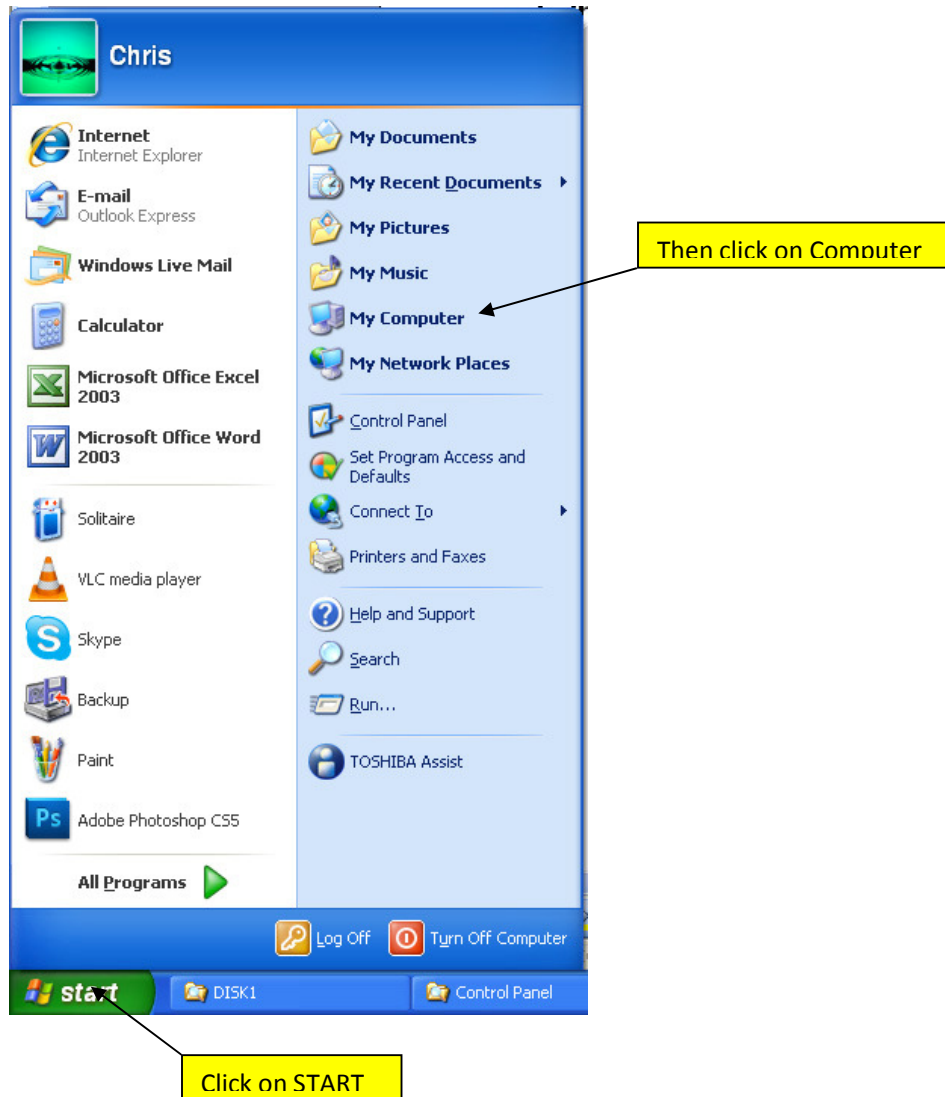 Chris
Internet
Internet Explorer
E-mail
Outlook Express
Windows Live Mail
Calculator
Microsoft Office Excel
2003
Microsoft Office Word
2003
Solitaire
VLC media player
Skype
Backup
Paint
Ps Adobe Photoshop CS5
All Programs
My Documents
My Recent Documents
My Pictures
My Music
My Computer
My Network Places
Control Panel
Set Program Access and
Defaults
Connect To
Printers and Faxes
Help and Support
Search
Run...
TOSHIBA Assist
Log Off
Turn Off Computer
start
DISK1
Control Panel
Then click on Computer
Click on START